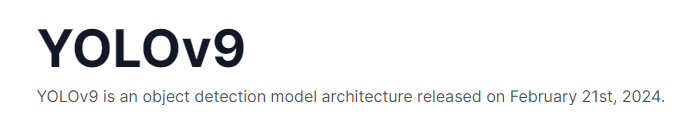 YOLOv9
YOLOv9 is an object detection model architecture released on February 21st, 2024.